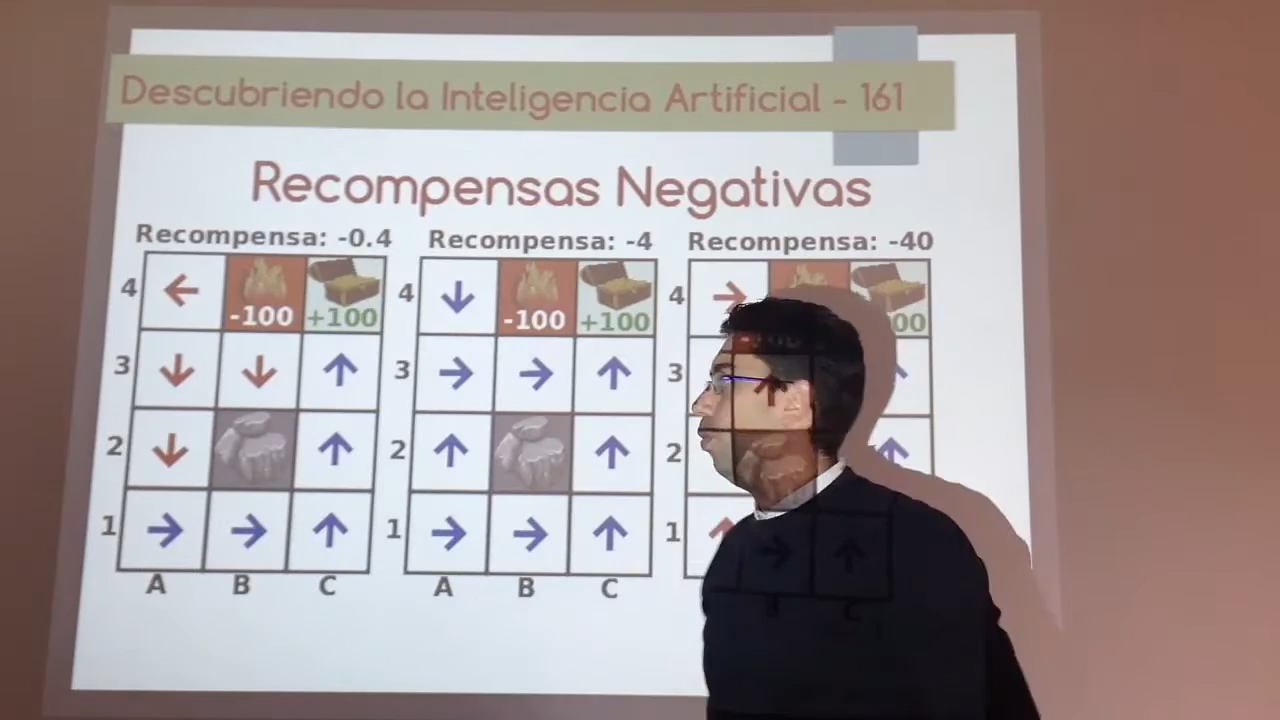 Descubriendo la Inteligencia Artificial - 161
Recompensas Negativas
Recompensa: -0.4
4
-100
+100
3
2
1
A B C
Recompensa: -4
4
-100
+100
3
2
1
A B C
Recompensa: -40
4
3
2
1